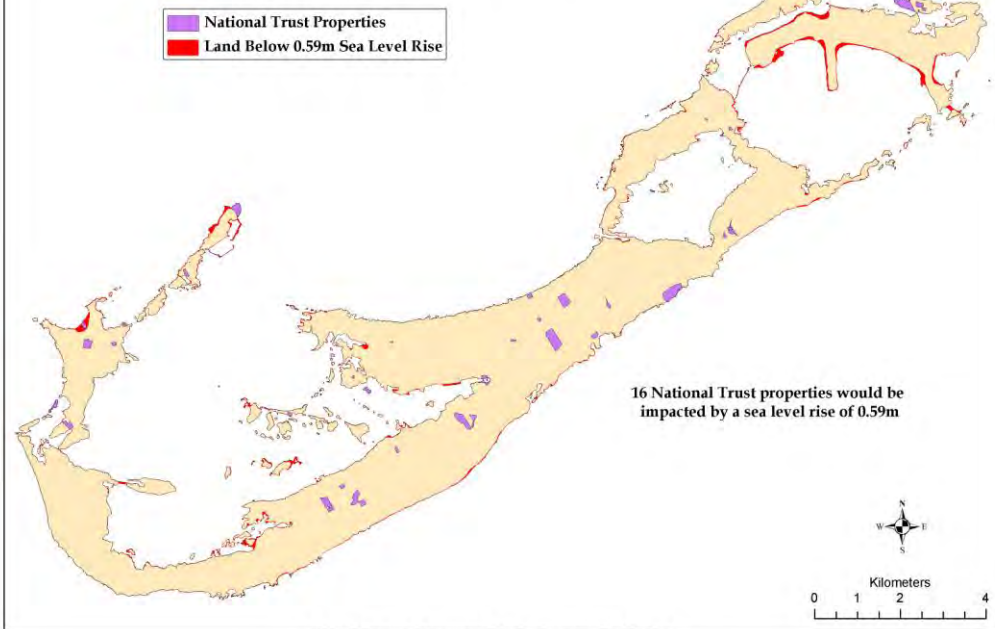 National Trust Properties
Land Below 0.59m Sea Level Rise
16 National Trust properties would be
impacted by a sea level rise of 0.59m
N
W E
S
Kilometers
0 1 2 4